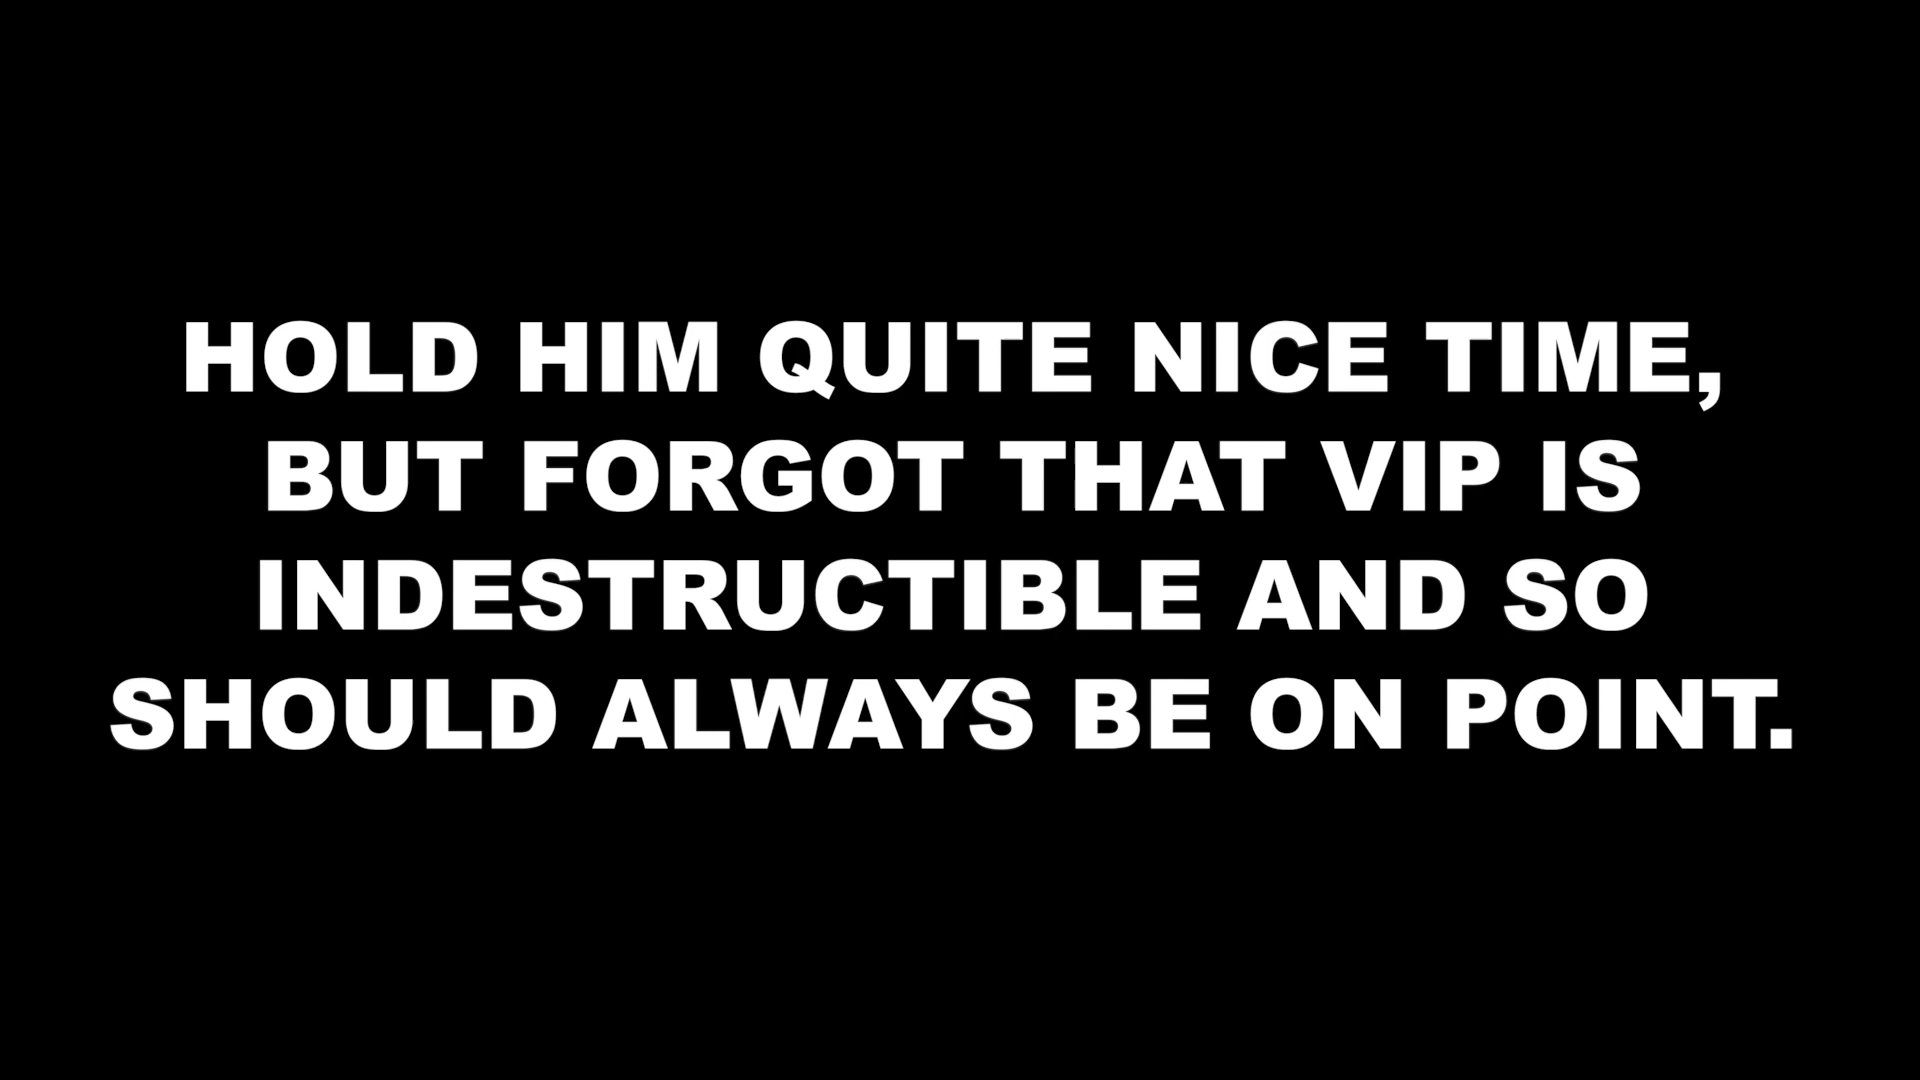 HOLD HIM QUITE NICE TIME,
BUT FORGOT THAT VIP IS
INDESTRUCTIBLE AND SO
SHOULD ALWAYS BE ON POINT.